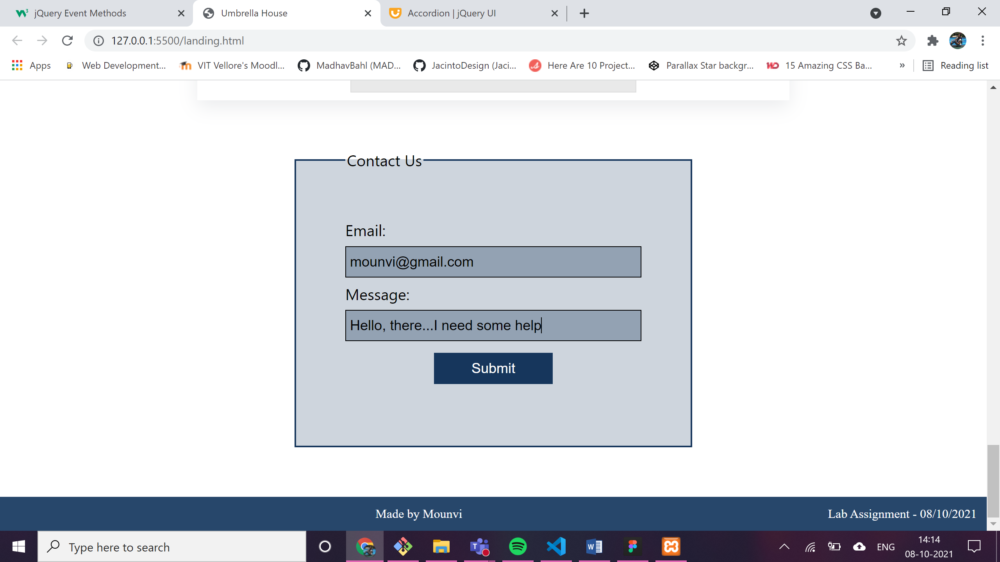 jQuery Event Methods
Umbrella House
Accordion | jQuery UI
127.0.0.1:5500/landing.html
Apps
Web Development...
VIT Vellore's Moodl...
MadhavBahl (MAD...
JacintoDesign (Jaci...
Here Are 10 Project...
Parallax Star backgr...
15 Amazing CSS Ba...
»
Reading list
Contact Us
Email:
mounvi@gmail.com
Message:
Hello, there...I need some help
Submit
Made by Mounvi
Lab Assignment - 08/10/2021
Type here to search
ENG
14:14
08-10-2021